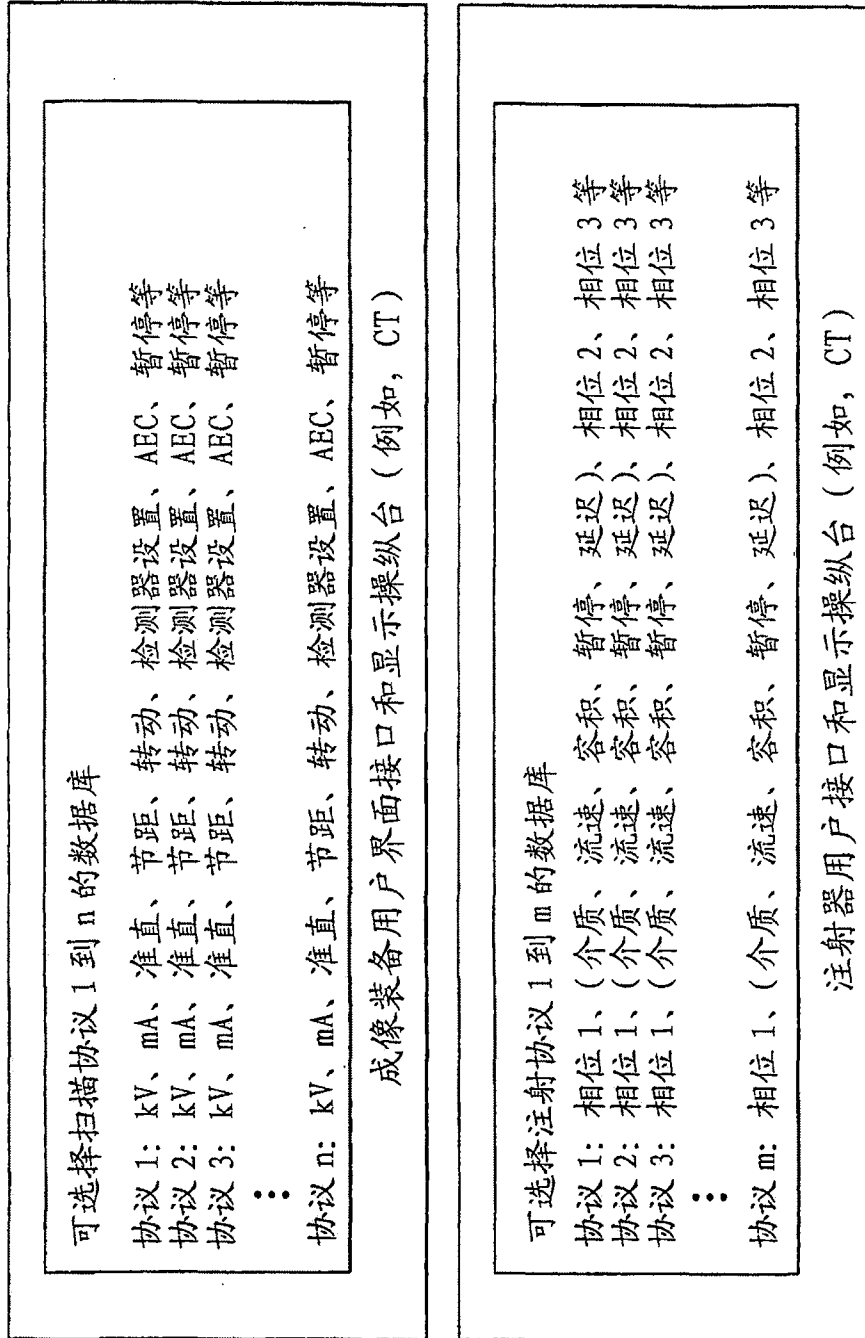 可选择扫描协议 1 到 n 的数据库
协议 1: kV、mA、准直、节距、转动、检测器设置、AEC、暂停等
协议 2: kV、mA、准直、节距、转动、检测器设置、AEC、暂停等
协议 3: kV、mA、准直、节距、转动、检测器设置、AEC、暂停等
⋮
协议 n: kV、mA、准直、节距、转动、检测器设置、AEC、暂停等
成像装备用户界面接口和显示操纵台（例如，CT）
可选择注射协议 1 到 m 的数据库
协议 1: 相位 1、（介质、流速、容积、暂停、延迟）、相位 2、相位 3 等
协议 2: 相位 1、（介质、流速、容积、暂停、延迟）、相位 2、相位 3 等
协议 3: 相位 1、（介质、流速、容积、暂停、延迟）、相位 2、相位 3 等
⋮
协议 m: 相位 1、（介质、流速、容积、暂停、延迟）、相位 2、相位 3 等
注射器用户接口和显示操纵台（例如，CT）